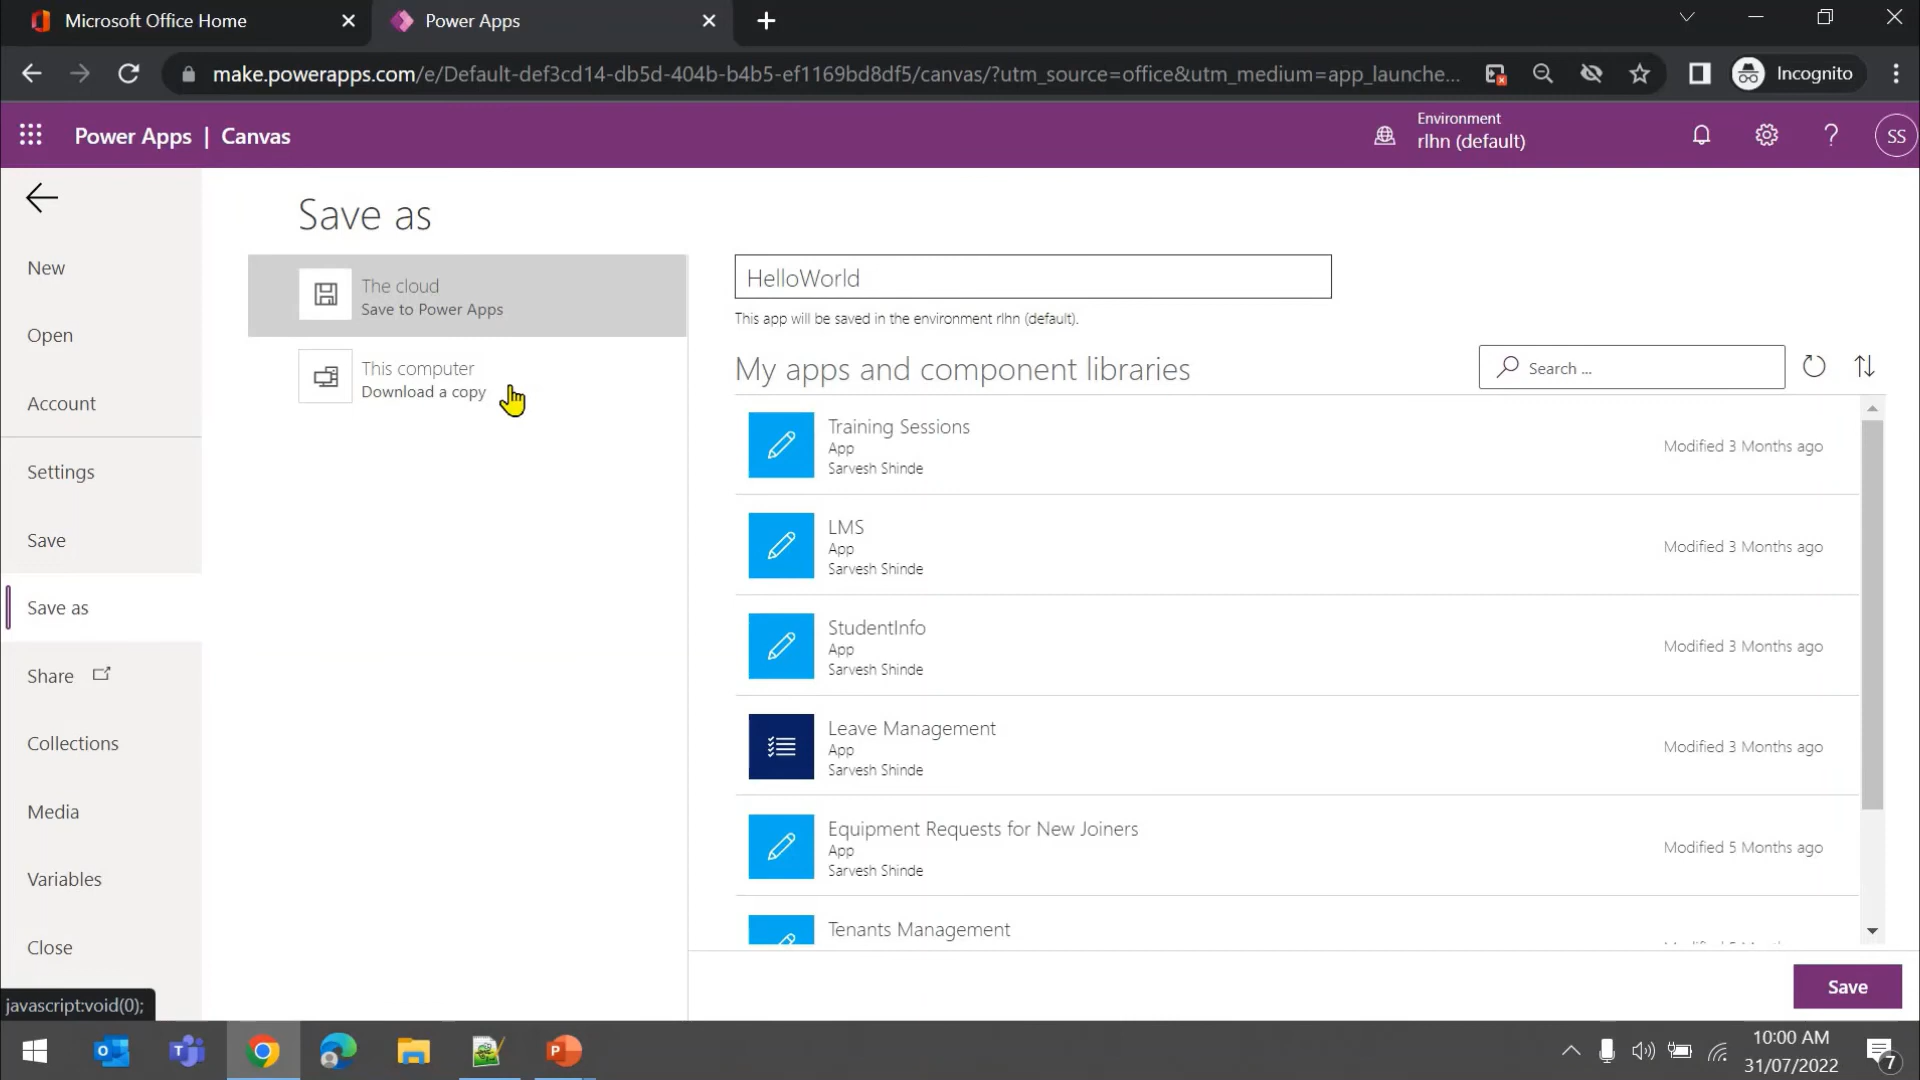 Microsoft Office Home
Power Apps
make.powerapps.com/e/Default-def3cd14-db5d-404b-b4b5-ef1169bd8df5/canvas/?utm_source=office&utm_medium=app_launche...
Incognito
Power Apps | Canvas
Environment
rlhn (default)
SS
Save as
New
Open
Account
Settings
Save
Save as
Share
Collections
Media
Variables
Close
The cloud
Save to Power Apps
This computer
Download a copy
HelloWorld
This app will be saved in the environment rlhn (default).
My apps and component libraries
Search ...
Training Sessions
App
Sarvesh Shinde
Modified 3 Months ago
LMS
App
Sarvesh Shinde
Modified 3 Months ago
StudentInfo
App
Sarvesh Shinde
Modified 3 Months ago
Leave Management
App
Sarvesh Shinde
Modified 3 Months ago
Equipment Requests for New Joiners
App
Sarvesh Shinde
Modified 5 Months ago
Tenants Management
Save
javascript:void(0);
10:00 AM
31/07/2022
7